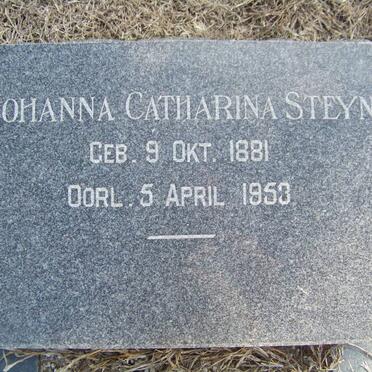 OHANNA CATHARINA STEYN
GEB. 9 OKT. 1881
OORL. 5 APRIL 1953